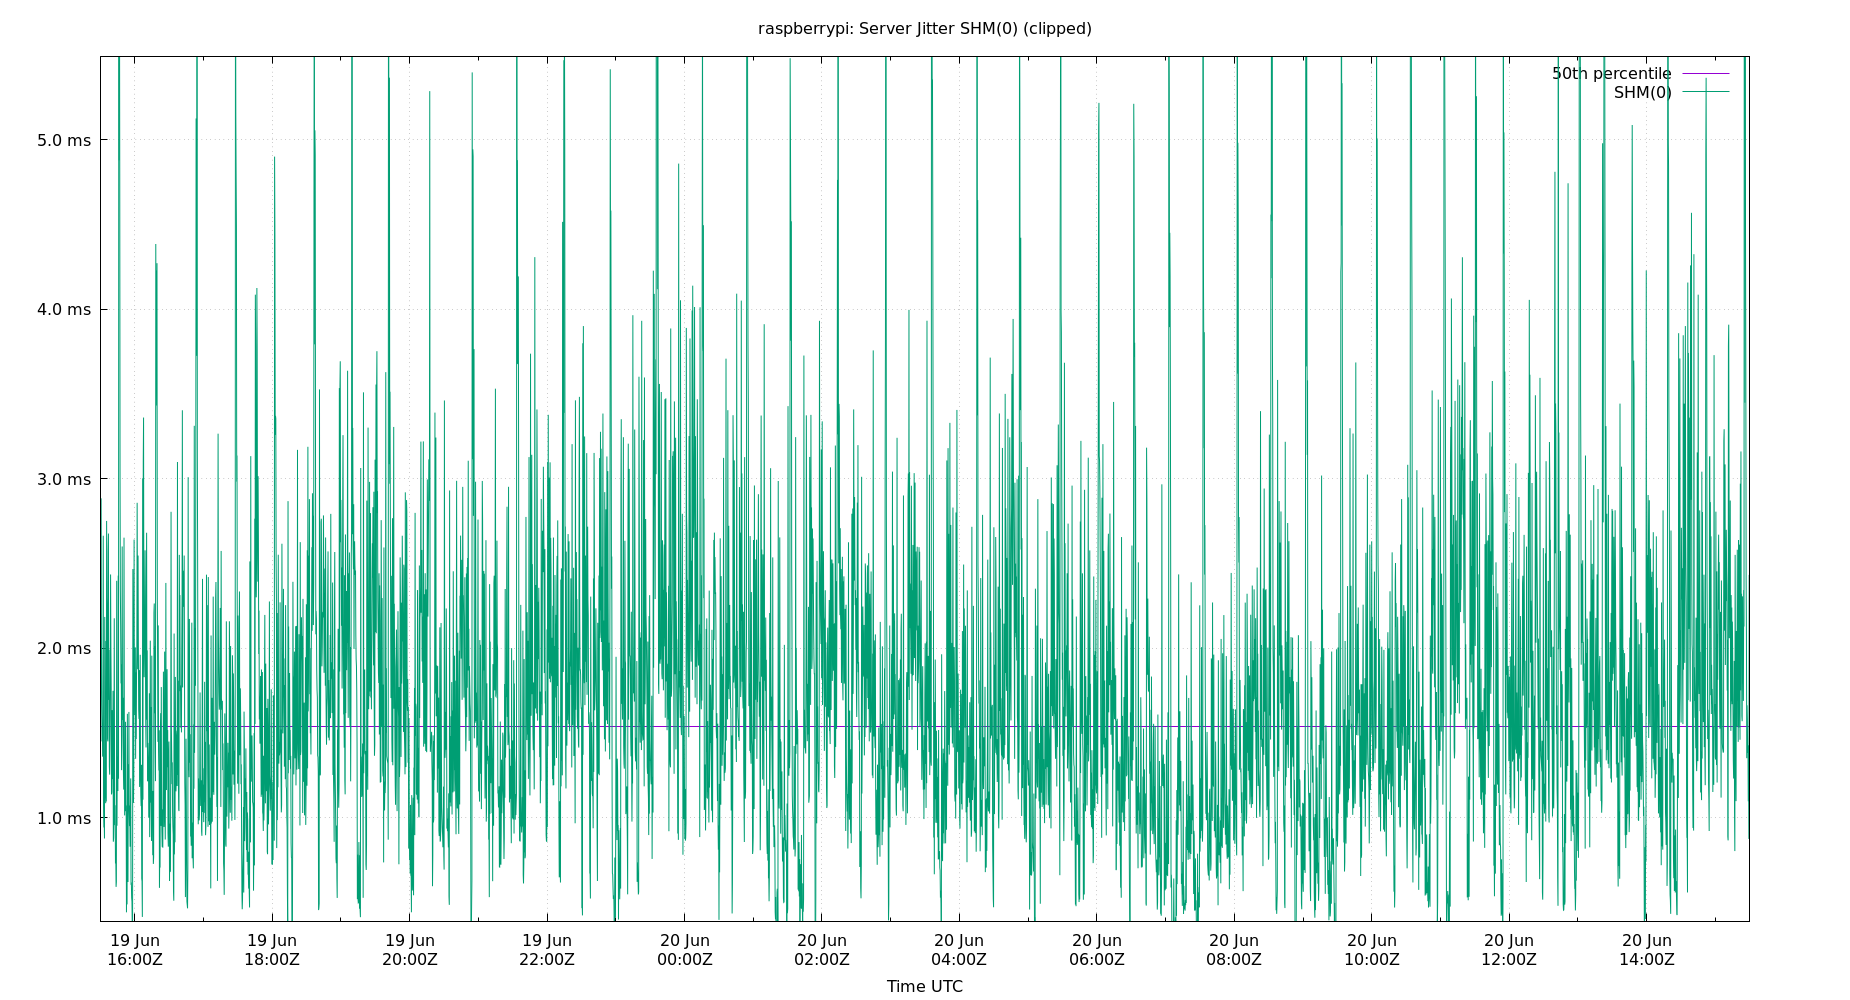 raspberrypi: Server Jitter SHM(0) (clipped)
50th percentile
SHM(0)
5.0 ms
4.0 ms
3.0 ms
2.0 ms
1.0 ms
19 Jun 19 Jun 19 Jun 19 Jun 20 Jun 20 Jun 20 Jun 20 Jun 20 Jun 20 Jun 20 Jun 20 Jun
16:00Z 18:00Z 20:00Z 22:00Z 00:00Z 02:00Z 04:00Z 06:00Z 08:00Z 10:00Z 12:00Z 14:00Z
Time UTC